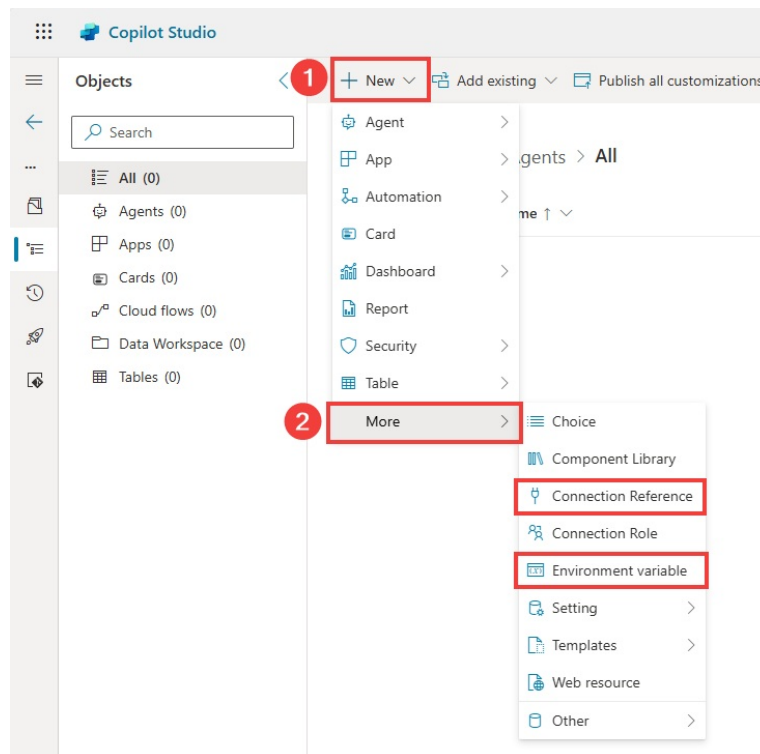 Copilot Studio
Objects
Search
All (0)
Agents (0)
Apps (0)
Cards (0)
Cloud flows (0)
Data Workspace (0)
Tables (0)
1
New
Add existing
Publish all customizations
gents > All
me ↑
Agent
App
Automation
Card
Dashboard
Report
Security
Table
2
More
Choice
Component Library
Connection Reference
Connection Role
Environment variable
Setting
Templates
Web resource
Other